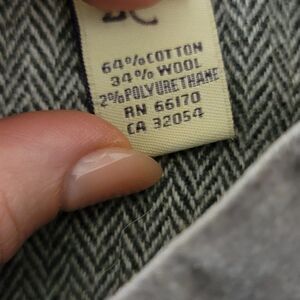 64% COTTON
34% WOOL
2% POLYURETHANE
RN 66170
CA 32054